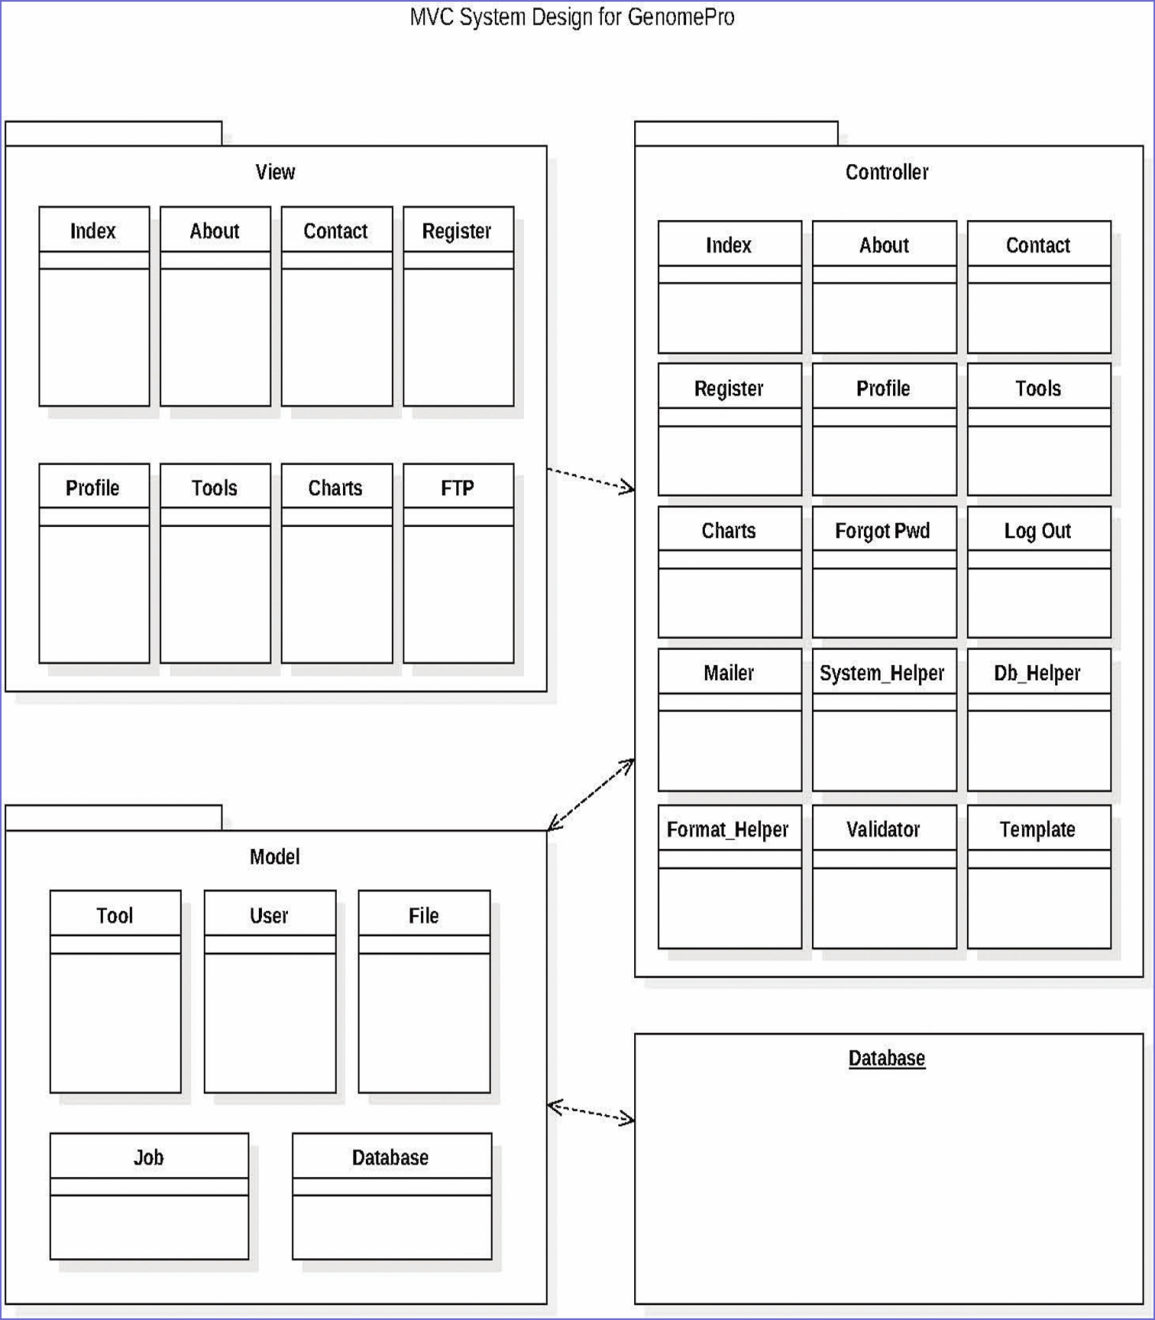 MVC System Design for GenomePro
View
Index About Contact Register
Profile Tools Charts FTP
Controller
Index About Contact
Register Profile Tools
Charts Forgot Pwd Log Out
Mailer System_Helper Db_Helper
Format_Helper Validator Template
Model
Tool User File
Job Database
Database